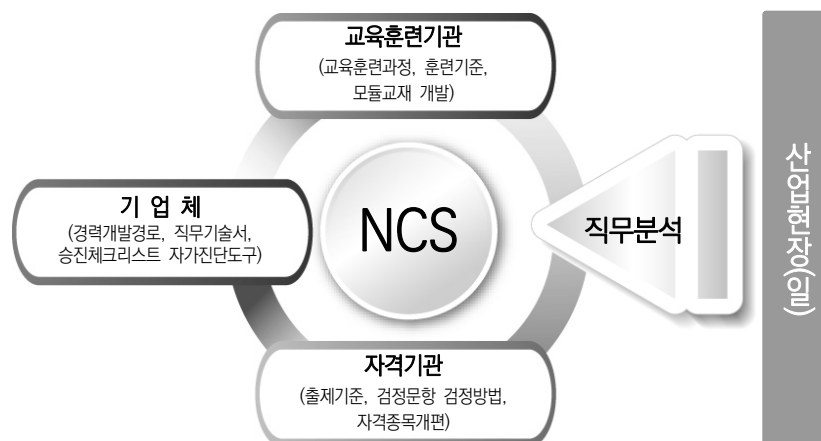 교육훈련기관
(교육훈련과정, 훈련기준,
모듈교재 개발)
기 업 체
(경력개발경로, 직무기술서,
승진체크리스트 자가진단도구)
NCS
직무분석
산업현장(일)
자격기관
(출제기준, 검정문항 검정방법,
자격종목개편)